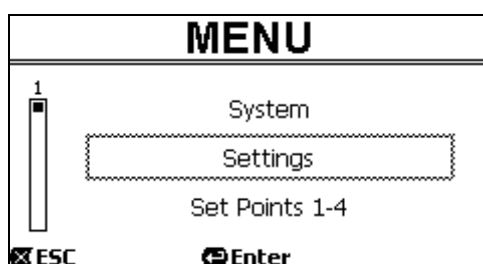 MENU
1
System
Settings
Set Points 1-4
ESC Enter